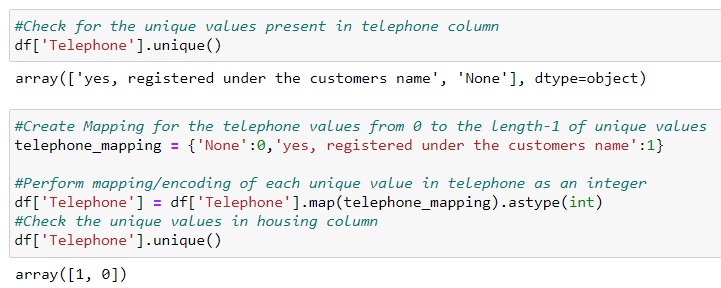 #Check for the unique values present in telephone column
df['Telephone'].unique()
array(['yes, registered under the customers name', 'None'], dtype=object)
#Create Mapping for the telephone values from 0 to the length-1 of unique values
telephone_mapping = {'None':0,'yes, registered under the customers name':1}
#Perform mapping/encoding of each unique value in telephone as an integer
df['Telephone'] = df['Telephone'].map(telephone_mapping).astype(int)
#Check the unique values in housing column
df['Telephone'].unique()
array([1, 0])